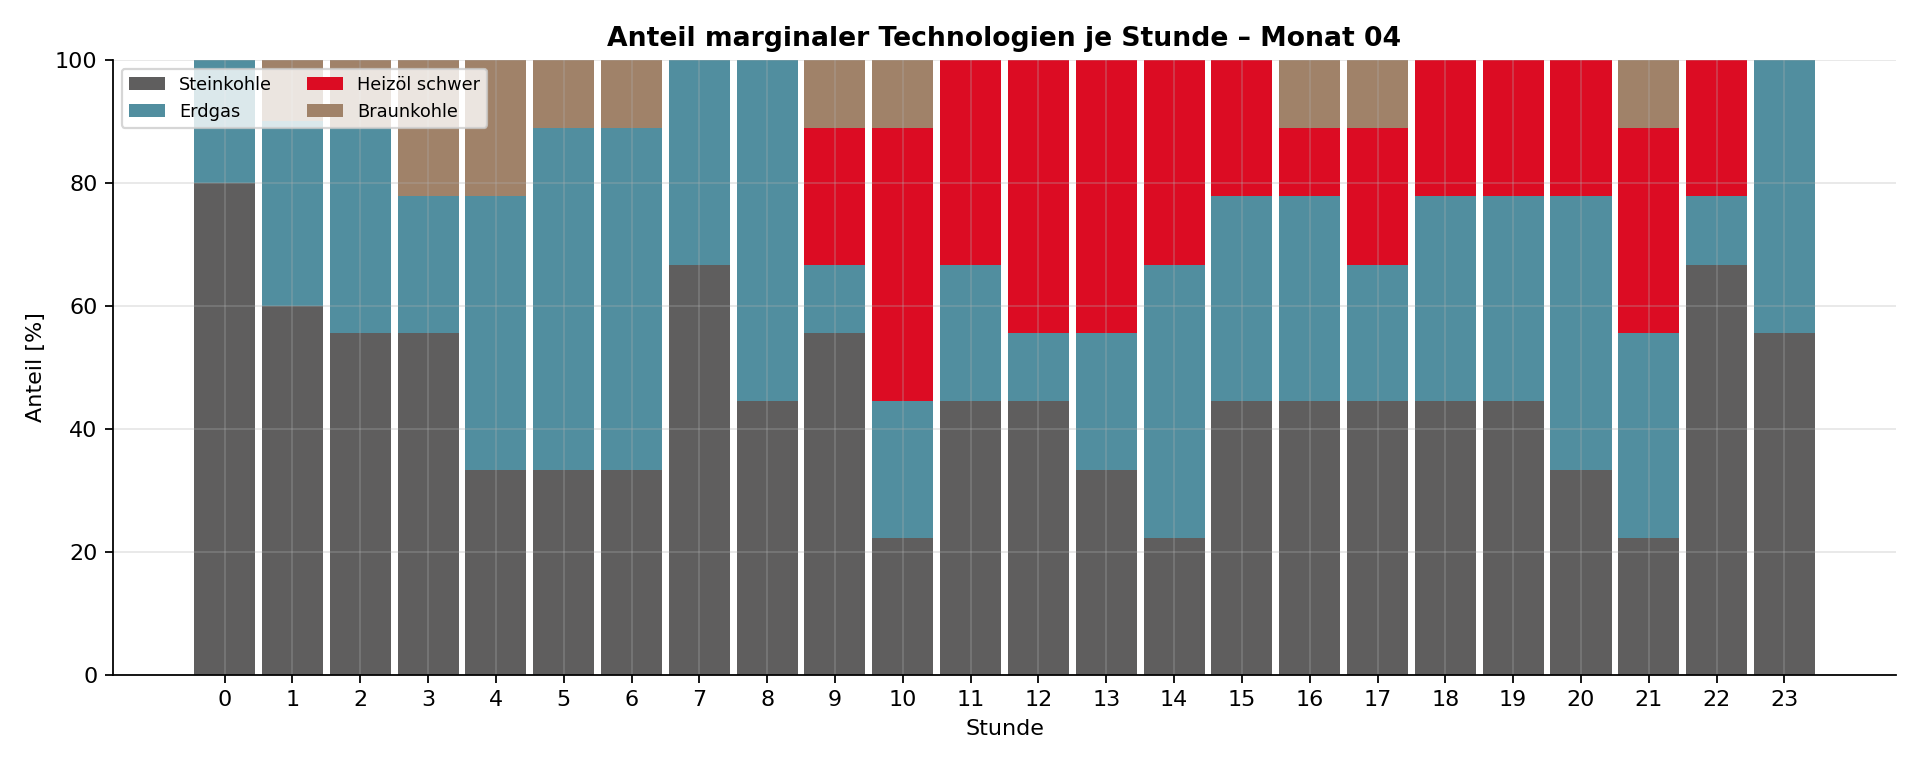 Anteil marginaler Technologien je Stunde – Monat 04
Steinkohle
Erdgas
Heizöl schwer
Braunkohle
Anteil [%]
100
80
60
40
20
0
0 1 2 3 4 5 6 7 8 9 10 11 12 13 14 15 16 17 18 19 20 21 22 23
Stunde